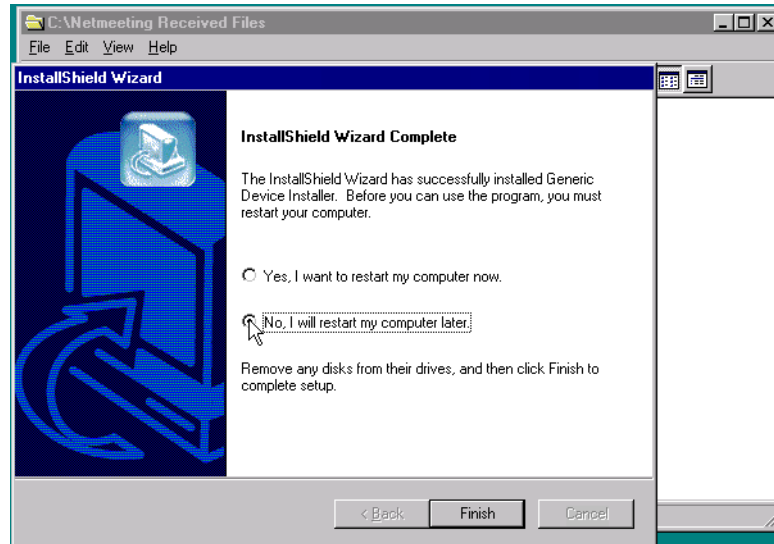 C:\Netmeeting Received Files
File Edit View Help
InstallShield Wizard
InstallShield Wizard Complete
The InstallShield Wizard has successfully installed Generic
Device Installer. Before you can use the program, you must
restart your computer.
Yes, I want to restart my computer now.
No, I will restart my computer later.
Remove any disks from their drives, and then click Finish to
complete setup.
< Back Finish Cancel